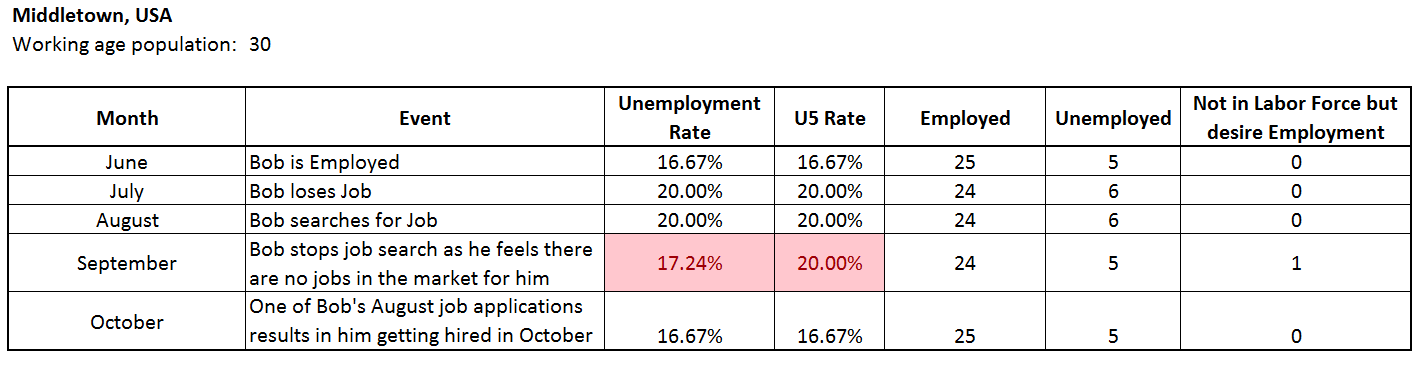 Middletown, USA
Working age population: 30
Month Event Unemployment Rate U5 Rate Employed Unemployed Not in Labor Force but desire Employment
June Bob is Employed 16.67% 16.67% 25 5 0
July Bob loses Job 20.00% 20.00% 24 6 0
August Bob searches for Job 20.00% 20.00% 24 6 0
September Bob stops job search as he feels there are no jobs in the market for him 17.24% 20.00% 24 5 1
October One of Bob's August job applications results in him getting hired in October 16.67% 16.67% 25 5 0